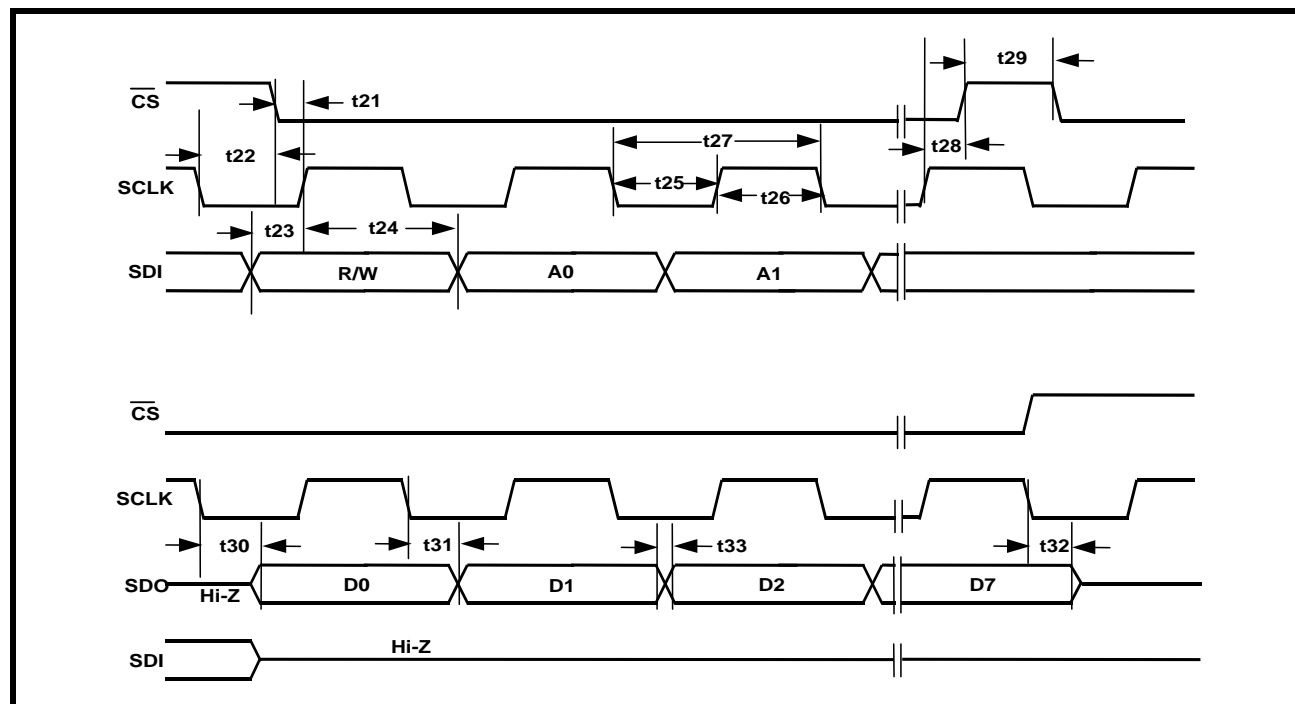 t29
CS
t21
t27
t22
t28
SCLK
t25
t26
t23
t24
SDI
R/W
A0
A1
CS
SCLK
t30
t31
t33
t32
SDO
Hi-Z
D0
D1
D2
D7
SDI
Hi-Z